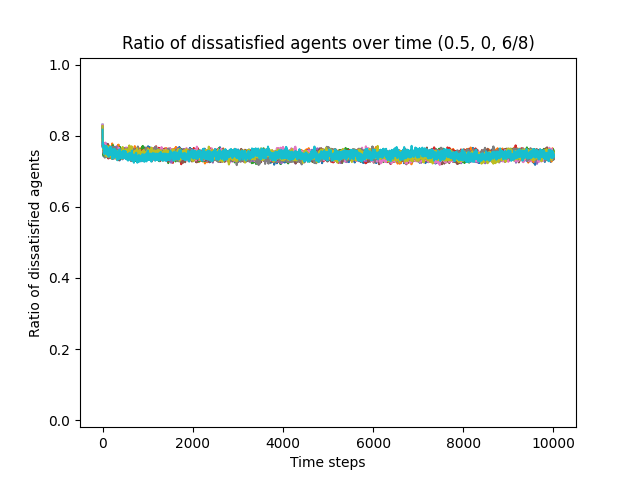 Ratio of dissatisfied agents over time (0.5, 0, 6/8)
1.0
0.8
0.6
0.4
0.2
0.0
Ratio of dissatisfied agents
0 2000 4000 6000 8000 10000
Time steps